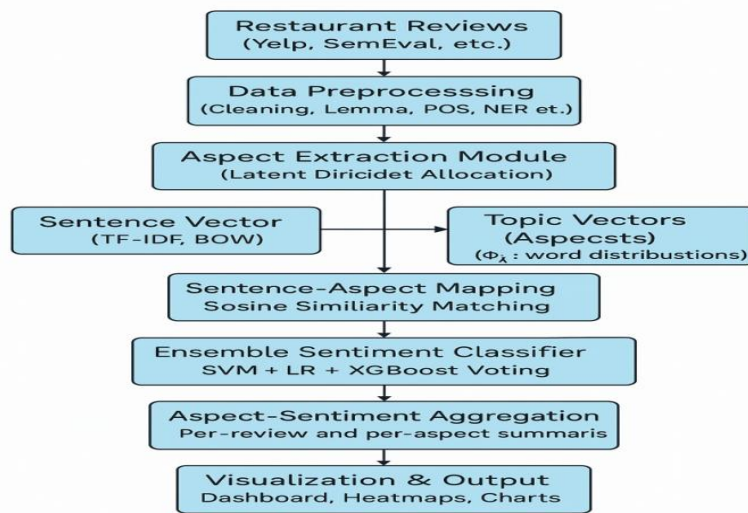 Restaurant Reviews
(Yelp, SemEval, etc.)
Data Preprocesssing
(Cleaning, Lemma, POS, NER et.)
Aspect Extraction Module
(Latent Diricidet Allocation)
Sentence Vector
(TF-IDF, BOW)
Topic Vectors
(Aspecsts)
(Φλ : word distribustions)
Sentence-Aspect Mapping
Sosine Similiarity Matching
Ensemble Sentiment Classifier
SVM + LR + XGBoost Voting
Aspect-Sentiment Aggregation
Per-review and per-aspect summaris
Visualization & Output
Dashboard, Heatmaps, Charts